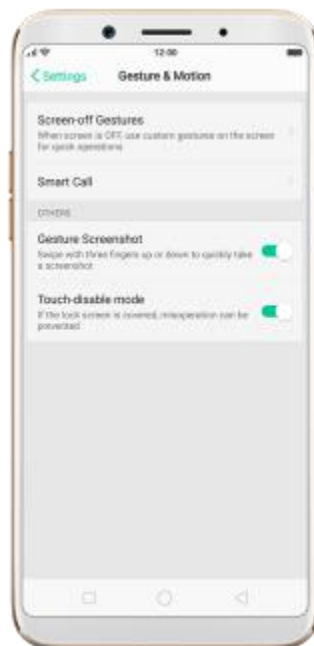 12:00
Settings
Gesture & Motion
Screen-off Gestures
When screen is OFF, use custom gestures on the screen
for quick operations
Smart Call
OTHERS
Gesture Screenshot
Swipe with three fingers up or down to quickly take
a screenshot
Touch-disable mode
If the lock screen is covered, misoperation can be
prevented